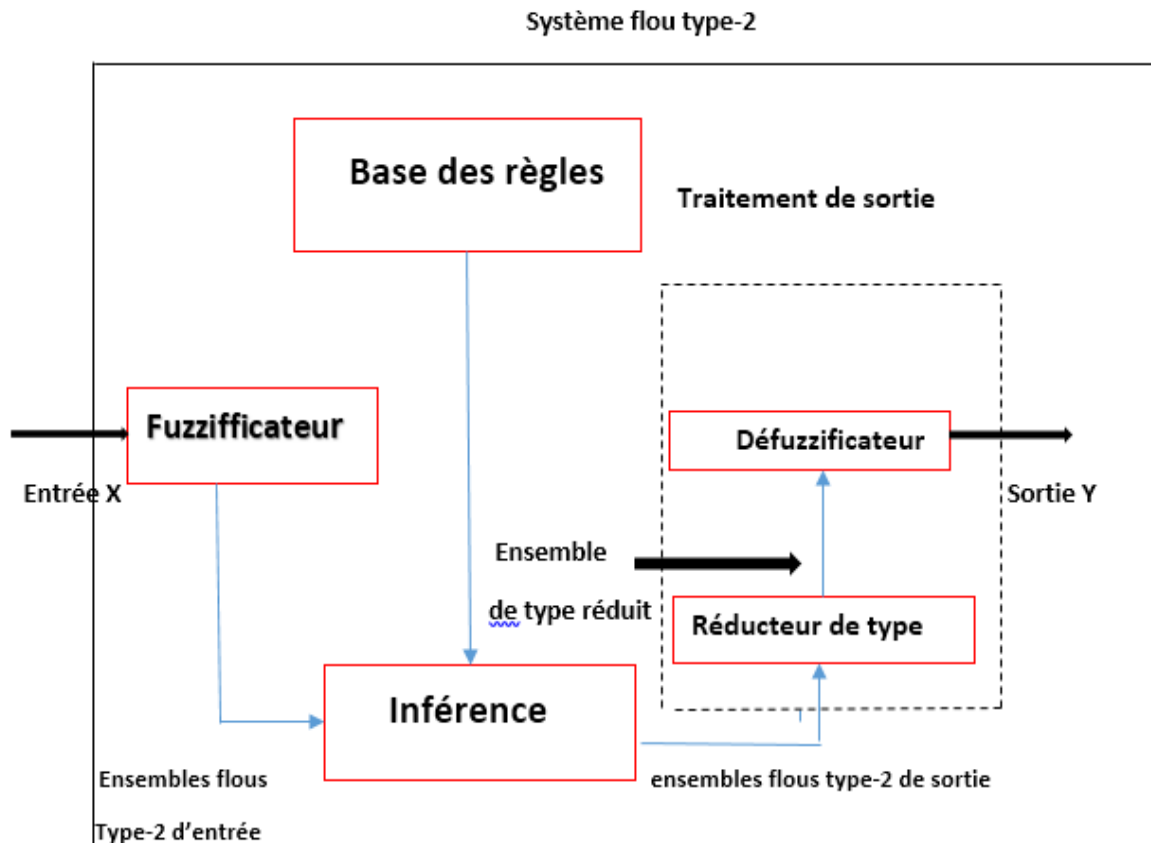 Système flou type-2
Base des règles
Traitement de sortie
Fuzzifficateur
Défuzzificateur
Entrée X
Sortie Y
Ensemble
de type réduit
Réducteur de type
Inférence
Ensembles flous
ensembles flous type-2 de sortie
Type-2 d'entrée